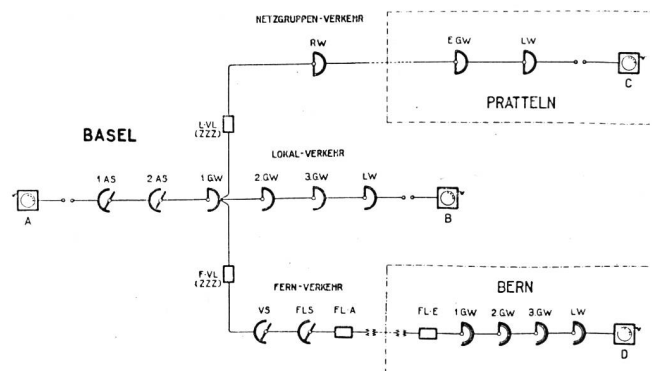 NETZGRUPPEN-VERKEHR
RW
E.GW
LW
C
PRATTELN
L-VL
(ZZZ)
BASEL
LOKAL-VERKEHR
1 AS
2 AS
1.GW
2.GW
3.GW
LW
A
B
F-VL
(ZZZ)
FERN-VERKEHR
BERN
VS
FLS
FL-A
FL-E
1.GW
2.GW
3.GW
LW
D